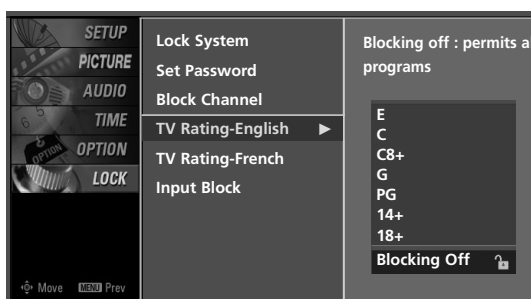 SETUP
PICTURE
AUDIO
TIME
OPTION
LOCK
Move MENU Prev
Lock System
Set Password
Block Channel
TV Rating-English
TV Rating-French
Input Block
Blocking off : permits a
programs
E
C
C8+
G
PG
14+
18+
Blocking Off